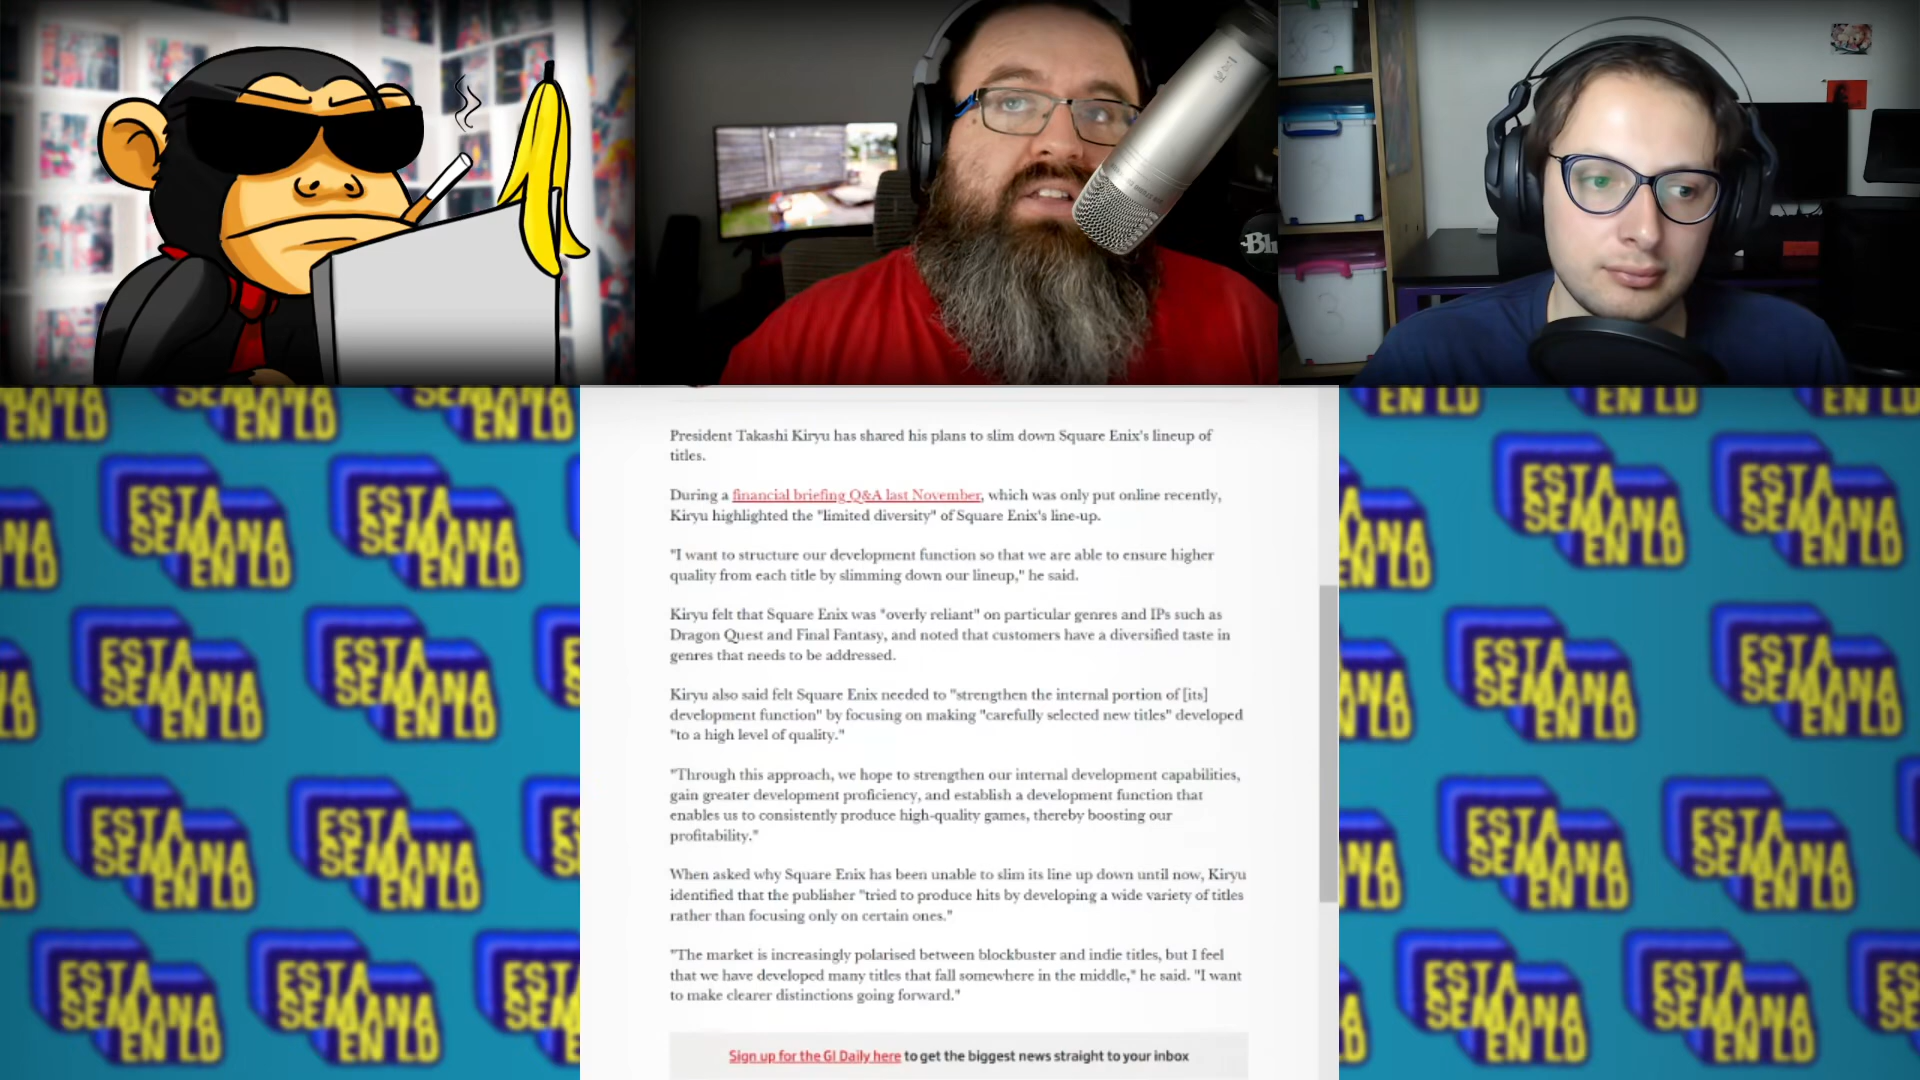 Blu
President Takashi Kiryu has shared his plans to slim down Square Enix's lineup of
titles.
During a financial briefing Q&A last November, which was only put online recently,
Kiryu highlighted the "limited diversity" of Square Enix's line-up.
"I want to structure our development function so that we are able to ensure higher
quality from each title by slimming down our lineup," he said.
Kiryu felt that Square Enix was "overly reliant" on particular genres and IPs such as
Dragon Quest and Final Fantasy, and noted that customers have a diversified taste in
genres that needs to be addressed.
Kiryu also said felt Square Enix needed to "strengthen the internal portion of [its]
development function" by focusing on making "carefully selected new titles" developed
"to a high level of quality."
"Through this approach, we hope to strengthen our internal development capabilities,
gain greater development proficiency, and establish a development function that
enables us to consistently produce high-quality games, thereby boosting our
profitability."
When asked why Square Enix has been unable to slim its line up down until now, Kiryu
identified that the publisher "tried to produce hits by developing a wide variety of titles
rather than focusing only on certain ones."
"The market is increasingly polarised between blockbuster and indie titles, but I feel
that we have developed many titles that fall somewhere in the middle," he said. "I want
to make clearer distinctions going forward."
Sign up for the GI Daily here to get the biggest news straight to your inbox
ESTA
SEMANA
EN LD